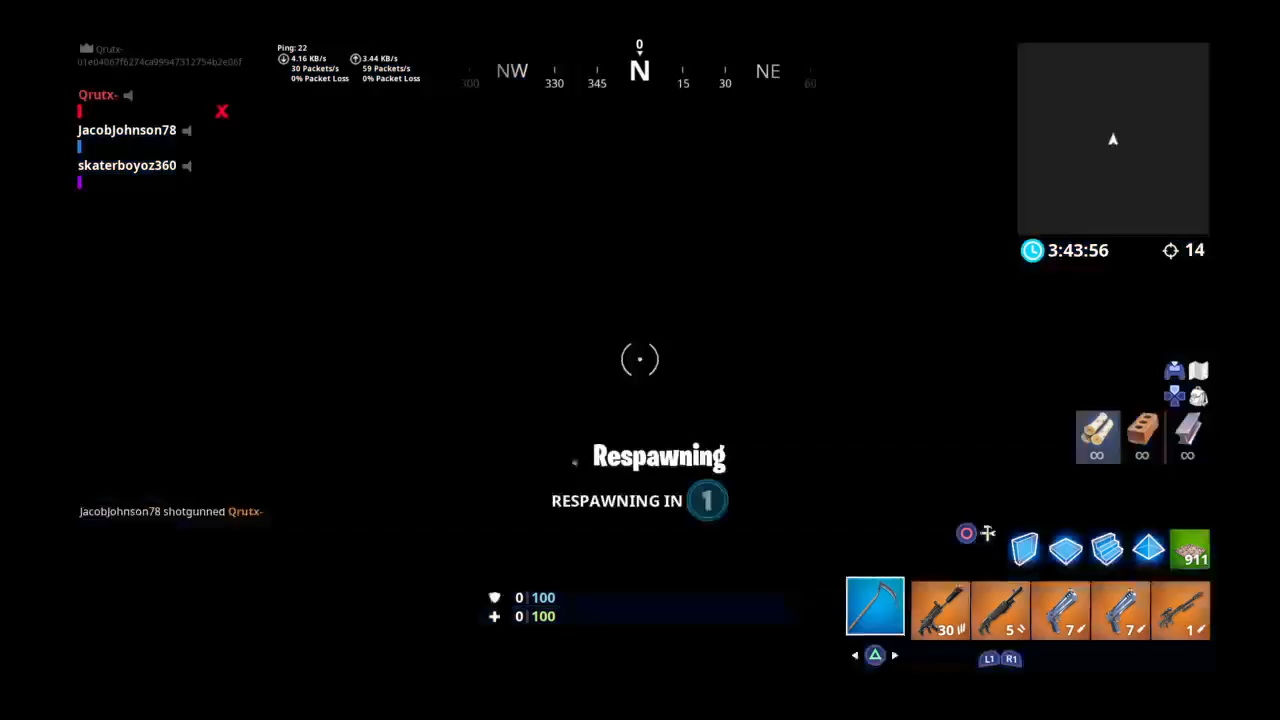 Qrutx-
Ping: 22
4.16 KB/s 3.44 KB/s
30 Packets/s 59 Packets/s
0% Packet Loss 0% Packet Loss
0
300 NW 330 345 N 15 30 NE 60
Qrutx-
X
JacobJohnson78
skaterboyoz360
3:43:56 14
∞ ∞ ∞
Respawning
RESPAWNING IN 1
JacobJohnson78 shotgunned Qrutx-
911
0 | 100
0 | 100
30 5 7 7 1
L1 R1